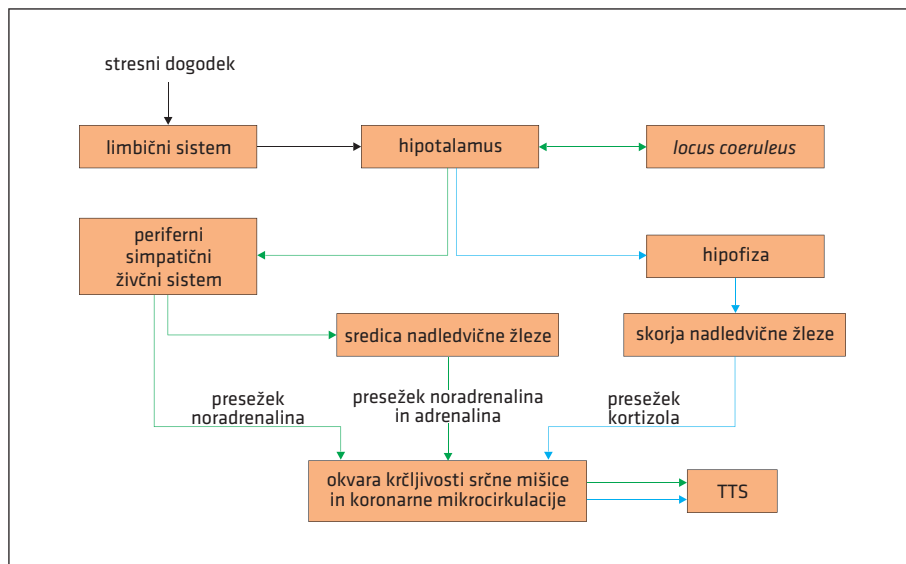 stresni dogodek
limbični sistem
hipotalamus
locus coeruleus
periferni
simpatični
živčni sistem
hipofiza
sredica nadledvične žleze
skorja nadledvične žleze
presežek
noradrenalina
presežek noradrenalina
in adrenalina
presežek
kortizola
okvara krčljivosti srčne mišice
in koronarne mikrocirkulacije
TTS